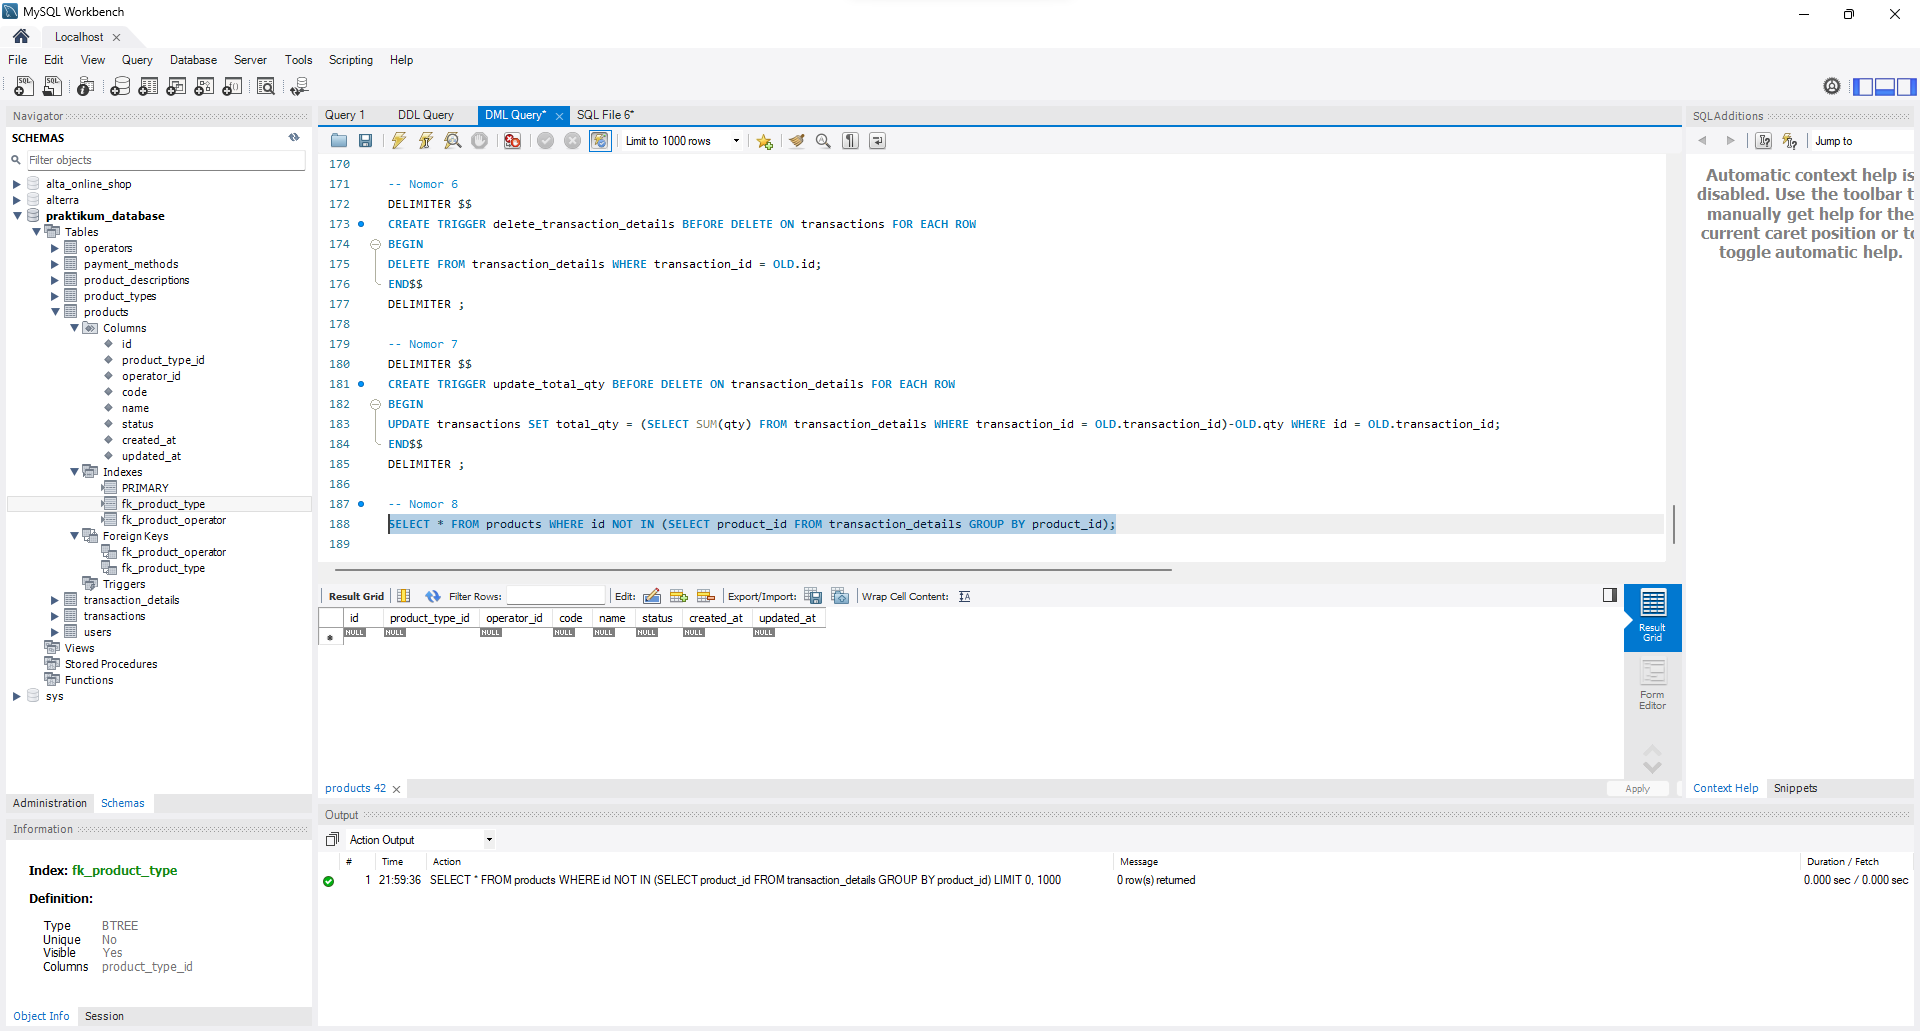 MySQL Workbench
Localhost
File Edit View Query Database Server Tools Scripting Help
Navigator
SCHEMAS
Filter objects
alta_online_shop
alterra
praktikum_database
Tables
operators
payment_methods
product_descriptions
product_types
products
Columns
id
product_type_id
operator_id
code
name
status
created_at
updated_at
Indexes
PRIMARY
fk_product_type
fk_product_operator
Foreign Keys
fk_product_operator
fk_product_type
Triggers
transaction_details
transactions
users
Views
Stored Procedures
Functions
sys
Administration Schemas
Information
Index: fk_product_type
Definition:
Type BTREE
Unique No
Visible Yes
Columns product_type_id
Object Info Session
Query 1 DDL Query DML Query* SQL File 6*
Limit to 1000 rows
170
171 -- Nomor 6
172 DELIMITER $$
173 CREATE TRIGGER delete_transaction_details BEFORE DELETE ON transactions FOR EACH ROW
174 BEGIN
175 DELETE FROM transaction_details WHERE transaction_id = OLD.id;
176 END$$
177 DELIMITER ;
178
179 -- Nomor 7
180 DELIMITER $$
181 CREATE TRIGGER update_total_qty BEFORE DELETE ON transaction_details FOR EACH ROW
182 BEGIN
183 UPDATE transactions SET total_qty = (SELECT SUM(qty) FROM transaction_details WHERE transaction_id = OLD.transaction_id)-OLD.qty WHERE id = OLD.transaction_id;
184 END$$
185 DELIMITER ;
186
187 -- Nomor 8
188 SELECT * FROM products WHERE id NOT IN (SELECT product_id FROM transaction_details GROUP BY product_id);
189
Result Grid Filter Rows: Edit: Export/Import: Wrap Cell Content:
id product_type_id operator_id code name status created_at updated_at
NULL NULL NULL NULL NULL NULL NULL NULL
Result
Grid
Form
Editor
products 42
Apply
Output
Action Output
# Time Action Message Duration / Fetch
1 21:59:36 SELECT * FROM products WHERE id NOT IN (SELECT product_id FROM transaction_details GROUP BY product_id) LIMIT 0, 1000 0 row(s) returned 0.000 sec / 0.000 sec
SQLAdditions
Jump to
Automatic context help is
disabled. Use the toolbar t
manually get help for the
current caret position or to
toggle automatic help.
Context Help Snippets